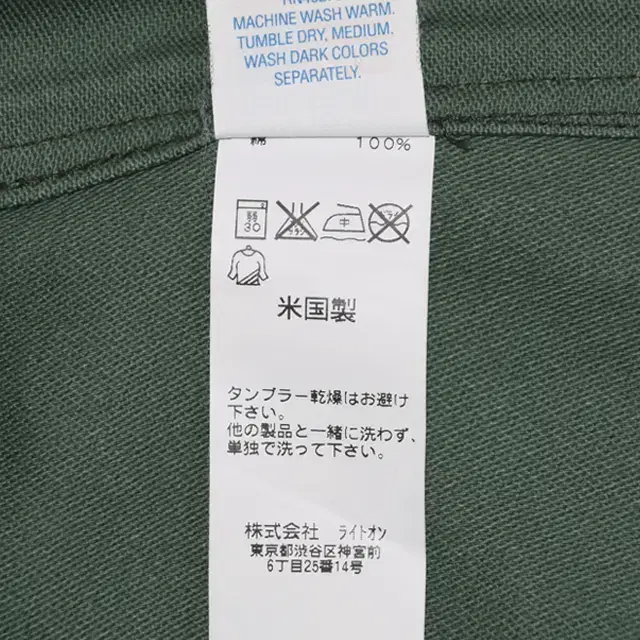 MACHINE WASH WARM.
TUMBLE DRY, MEDIUM.
WASH DARK COLORS
SEPARATELY.
綿 100%
弱
30
中
米国製
タンブラー乾燥はお避け
下さい。
他の製品と一緒に洗わず、
単独で洗って下さい。
株式会社 ライトオン
東京都渋谷区神宮前
6丁目25番14号